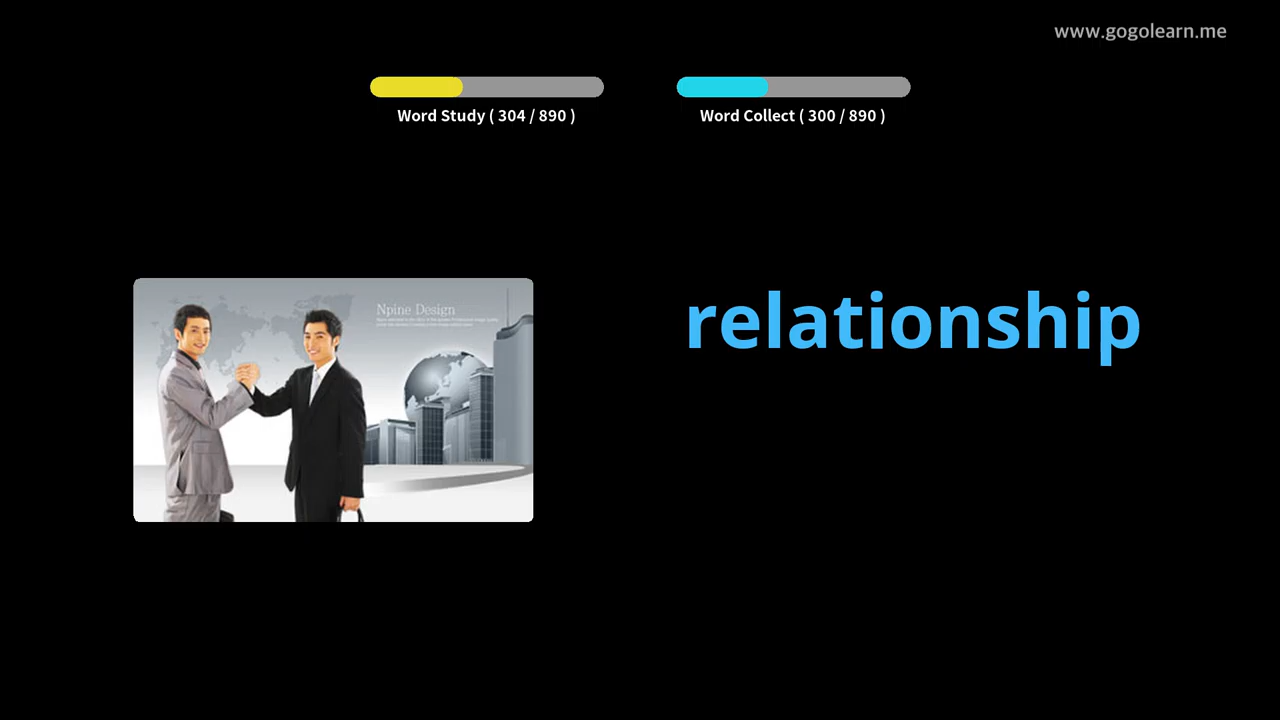 www.gogolearn.me
Word Study ( 304 / 890 )
Word Collect ( 300 / 890 )
Npine Design
relationship